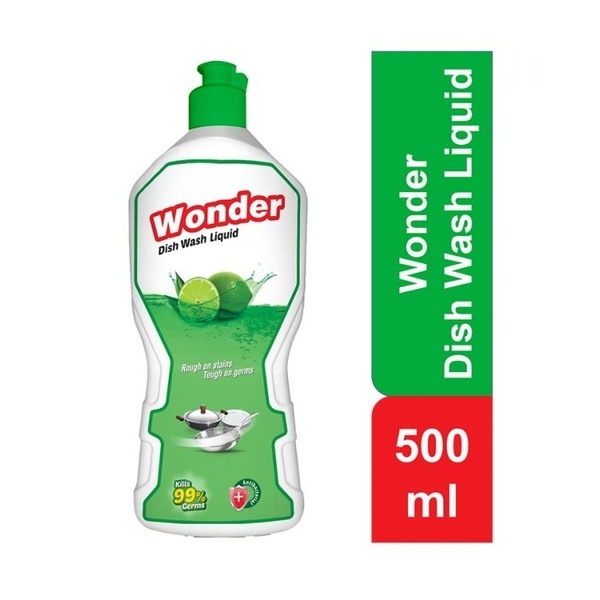 Wonder
Dish Wash Liquid
Rough on stains
Tough on germs
Kills
99%
Germs
Antibacterial
Wonder
Dish Wash Liquid
500
ml